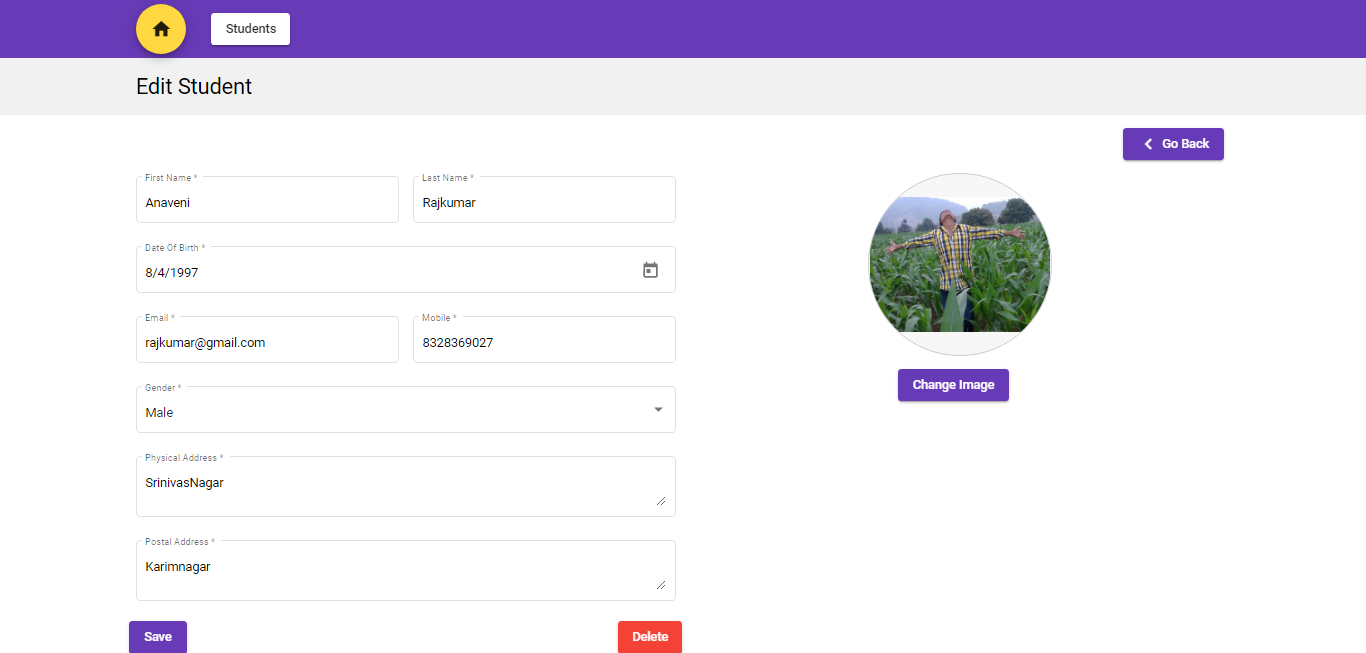 Students
Edit Student
Go Back
First Name *
Last Name *
Anaveni
Rajkumar
Date Of Birth *
8/4/1997
Email *
Mobile *
rajkumar@gmail.com
8328369027
Change Image
Gender *
Male
Physical Address *
SrinivasNagar
Postal Address *
Karimnagar
Save
Delete